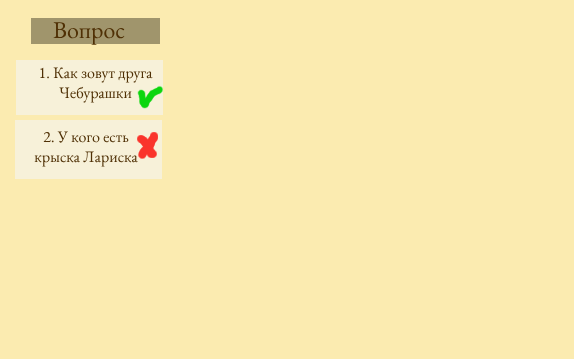 Вопрос
1. Как зовут друга
Чебурашки
2. У кого есть
крыска Лариска